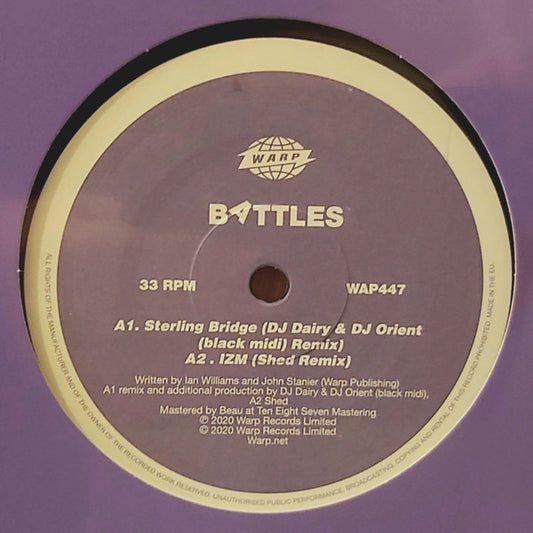 WARP
BATTLES
33 RPM
WAP447
A1. Sterling Bridge (DJ Dairy & DJ Orient
(black midi) Remix)
A2 . IZM (Shed Remix)
Written by Ian Williams and John Stanier (Warp Publishing)
A1 remix and additional production by DJ Dairy & DJ Orient (black midi),
A2 Shed
Mastered by Beau at Ten Eight Seven Mastering
℗ 2020 Warp Records Limited
© 2020 Warp Records Limited
Warp.net
ALL RIGHTS OF THE MANUFACTURER AND OF THE OWNER OF THE RECORDED WORK RESERVED. UNAUTHORISED PUBLIC PERFORMANCE, BROADCASTING, COPYING AND RENTAL OF THIS RECORD PROHIBITED. MADE IN THE EU.